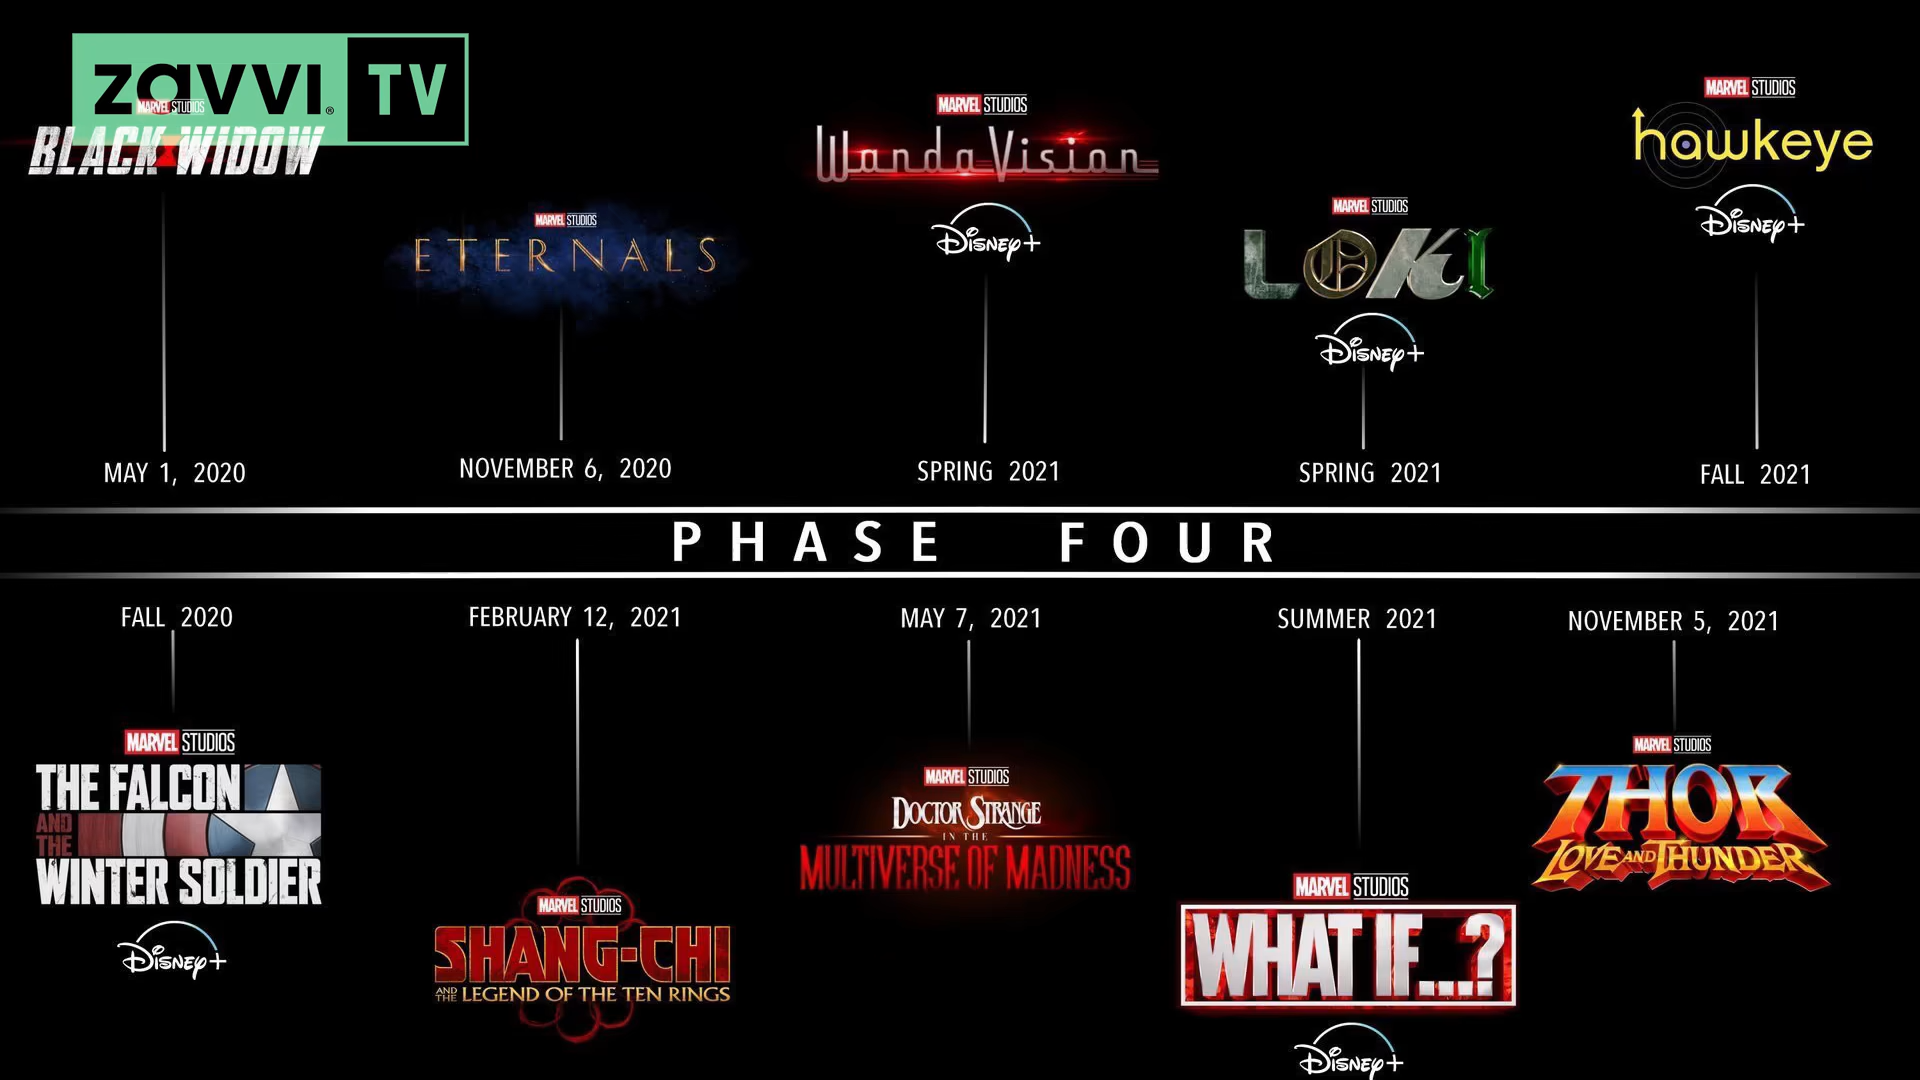 zavvi® TV
MARVEL STUDIOS
BLACK WIDOW
MAY 1, 2020
MARVEL STUDIOS
ETERNALS
NOVEMBER 6, 2020
MARVEL STUDIOS
WandaVision
Disney+
SPRING 2021
MARVEL STUDIOS
LOKI
Disney+
SPRING 2021
MARVEL STUDIOS
hawkeye
Disney+
FALL 2021
PHASE FOUR
FALL 2020
MARVEL STUDIOS
THE FALCON
AND
THE
WINTER SOLDIER
Disney+
FEBRUARY 12, 2021
MARVEL STUDIOS
SHANG-CHI
AND THE LEGEND OF THE TEN RINGS
MAY 7, 2021
MARVEL STUDIOS
DOCTOR STRANGE
IN THE
MULTIVERSE OF MADNESS
SUMMER 2021
MARVEL STUDIOS
WHAT IF...?
Disney+
NOVEMBER 5, 2021
MARVEL STUDIOS
THOR
LOVE AND THUNDER